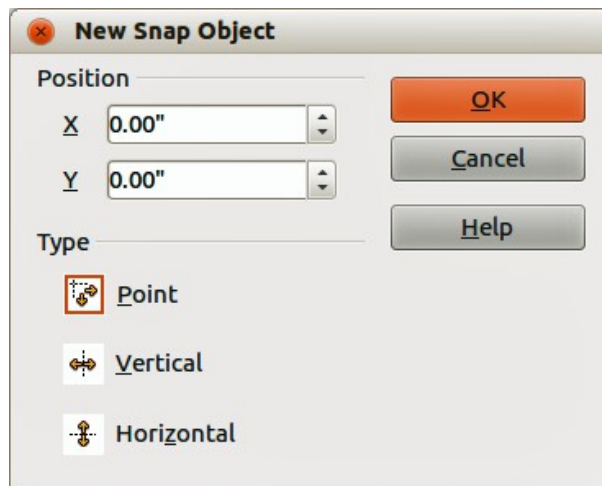 New Snap Object
Position
X 0.00"
Y 0.00"
OK
Cancel
Help
Type
Point
Vertical
Horizontal